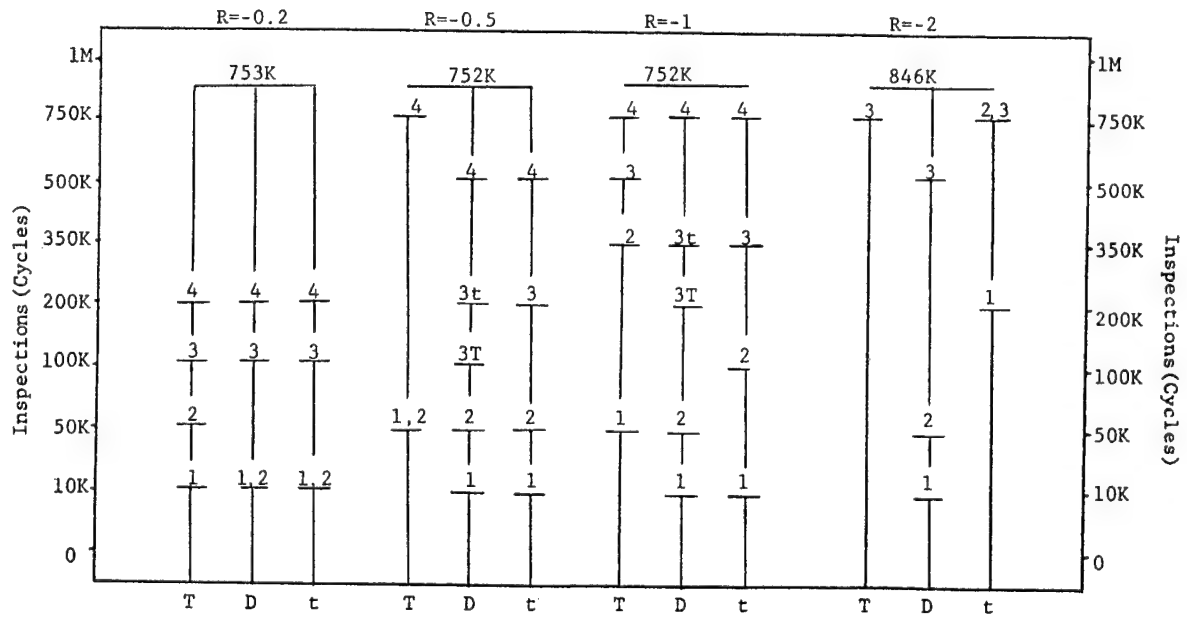 R=-0.2 R=-0.5 R=-1 R=-2
1M 1M
753K 752K 752K 846K
750K 4 4 4 4 3 2,3 750K
500K 4 4 3 3 500K
350K 2 3t 3 350K
200K 4 4 4 3t 3 3T 1 200K
100K 3 3 3 3T 2 100K
50K 2 1,2 2 2 1 2 2 50K
10K 1 1,2 1,2 1 1 1 1 1 10K
0 0
T D t T D t T D t T D t
Inspections (Cycles)
Inspections (Cycles)